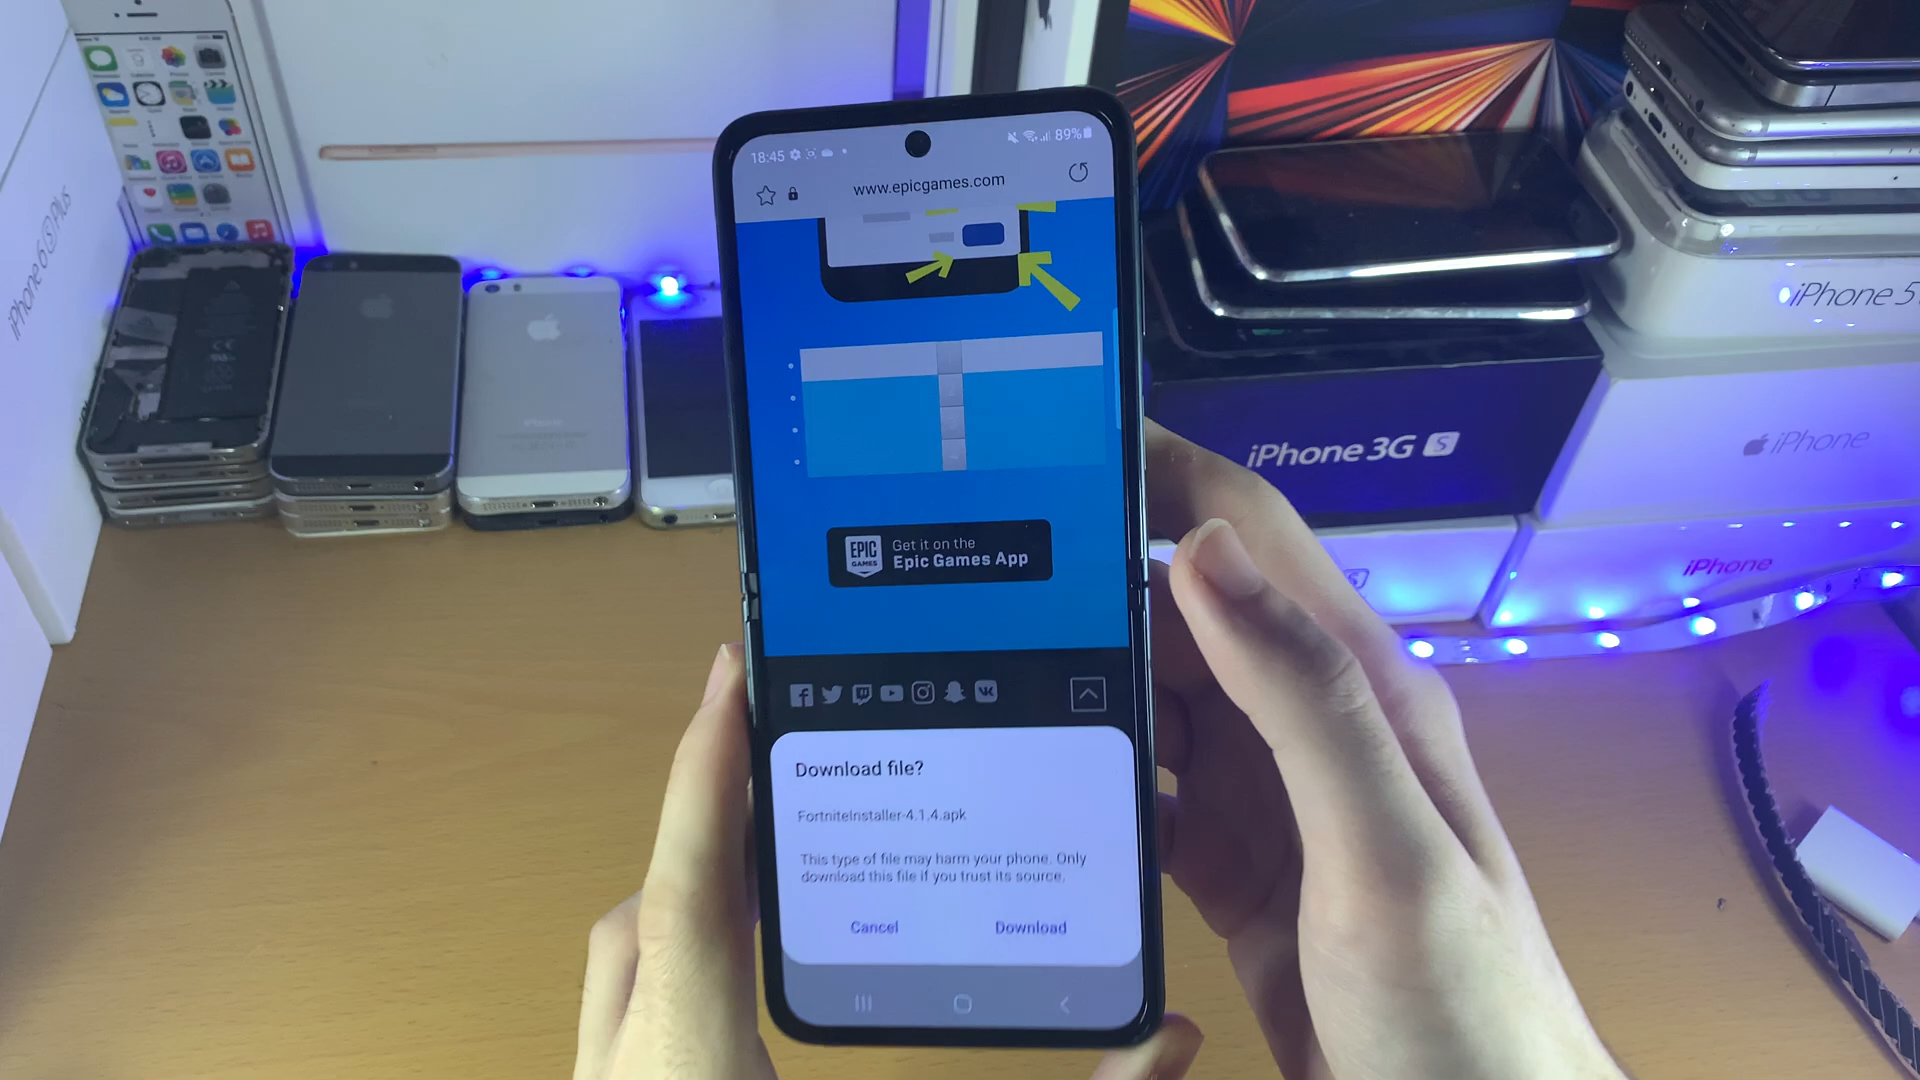 18:45
89%
www.epicgames.com
EPIC
GAMES
Get it on the
Epic Games App
Download file?
FortniteInstaller-4.1.4.apk
This type of file may harm your phone. Only
download this file if you trust its source.
Cancel
Download
iPhone 6 S Plus
iPhone
iPhone 5
iPhone 3G S
iPhone
iPhone
S